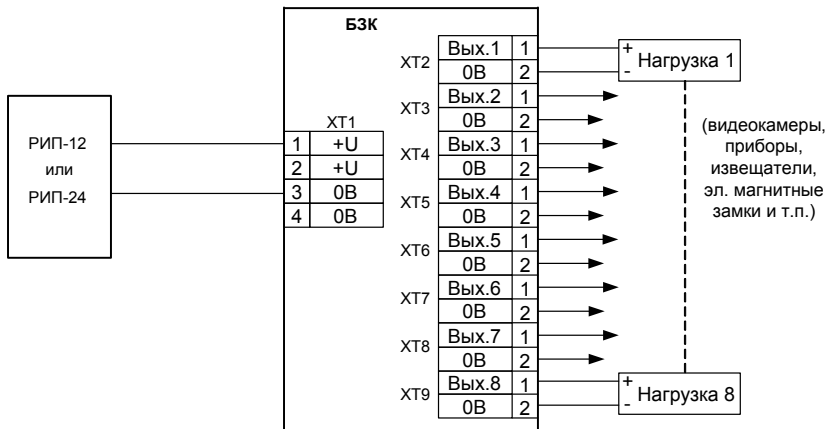 БЗК
РИП-12
или
РИП-24
XT1
1 +U
2 +U
3 0В
4 0В
XT2 Вых.1 1
0В 2
XT3 Вых.2 1
0В 2
XT4 Вых.3 1
0В 2
XT5 Вых.4 1
0В 2
XT6 Вых.5 1
0В 2
XT7 Вых.6 1
0В 2
XT8 Вых.7 1
0В 2
XT9 Вых.8 1
0В 2
+ Нагрузка 1
-
(видеокамеры,
приборы,
извещатели,
эл. магнитные
замки и т.п.)
+ Нагрузка 8
-